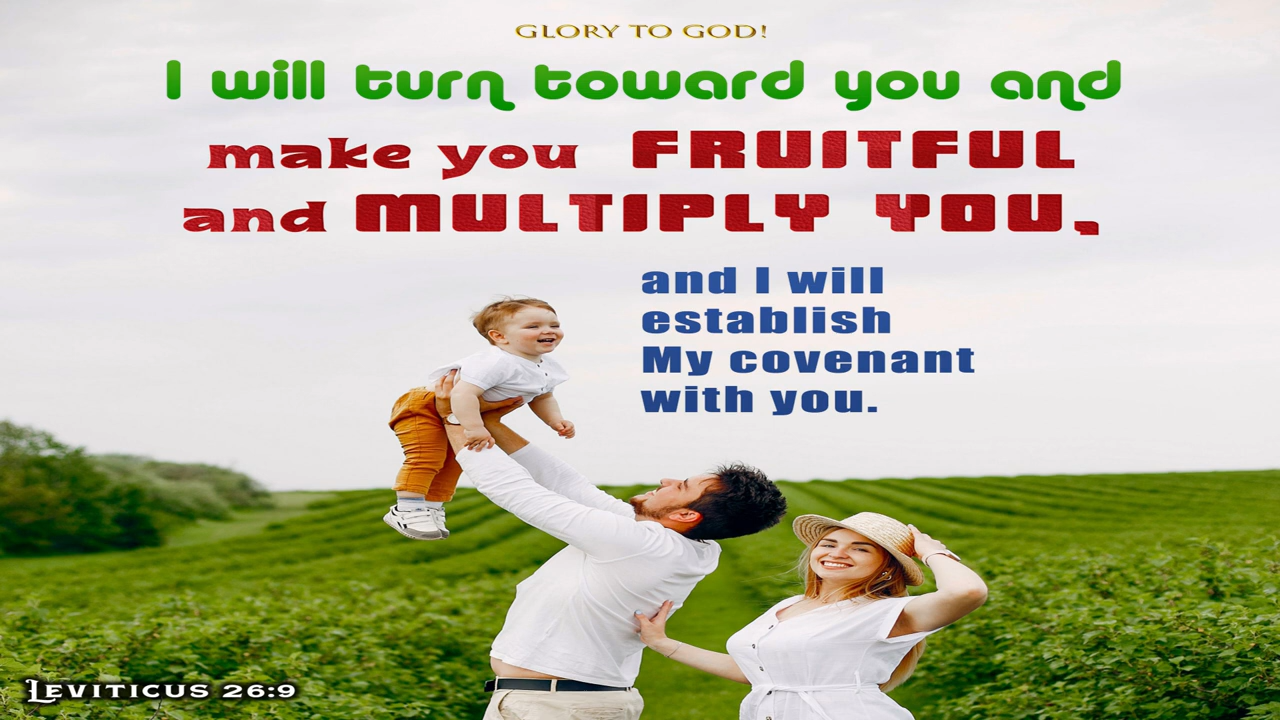 GLORY TO GOD!
I will turn toward you and
make you FRUITFUL
and MULTIPLY YOU,
and I will
establish
My covenant
with you.
LEVITICUS 26:9